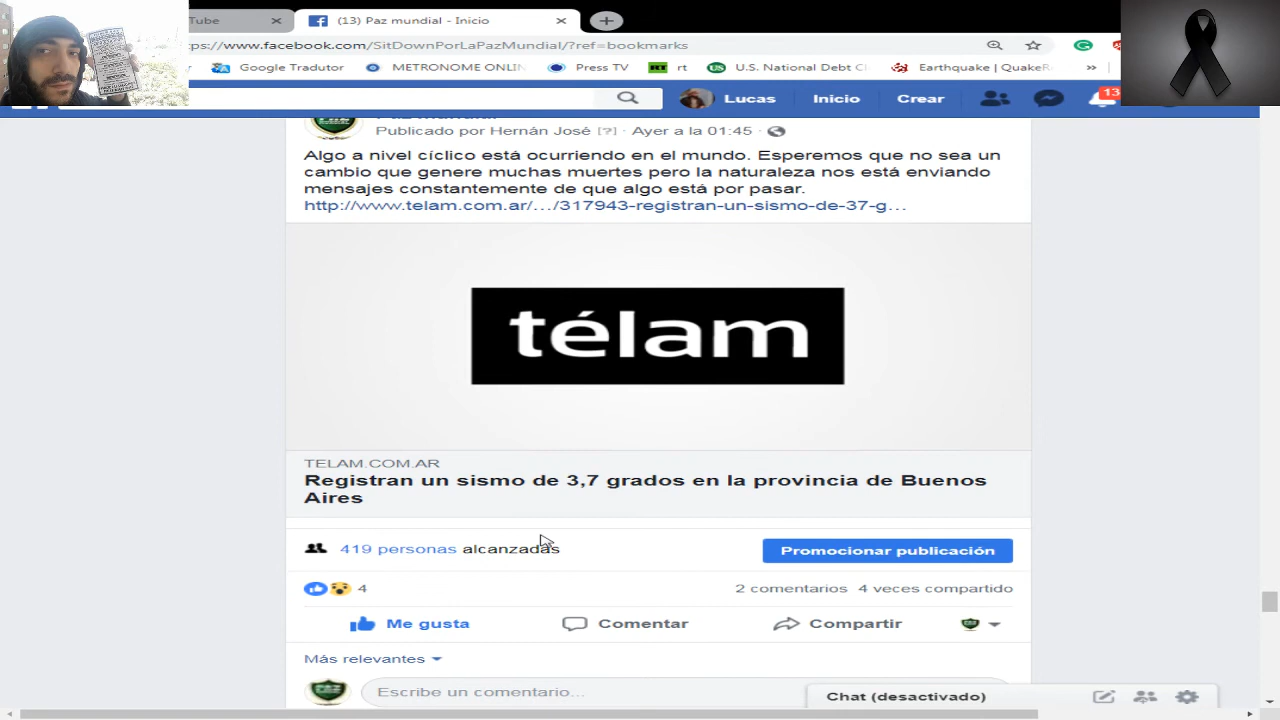 Tube
(13) Paz mundial - Inicio
ps://www.facebook.com/SitDownPorLaPazMundial/?ref=bookmarks
Google Tradutor
METRONOME ONLIN
Press TV
RT rt
US U.S. National Debt Cl
Earthquake | QuakeR
»
Lucas
Inicio
Crear
13
Paz mundial
Publicado por Hernán José [?] · Ayer a la 01:45 ·
Algo a nivel cíclico está ocurriendo en el mundo. Esperemos que no sea un
cambio que genere muchas muertes pero la naturaleza nos está enviando
mensajes constantemente de que algo está por pasar.
http://www.telam.com.ar/…/317943-registran-un-sismo-de-37-g…
télam
TELAM.COM.AR
Registran un sismo de 3,7 grados en la provincia de Buenos
Aires
419 personas alcanzadas
Promocionar publicación
4
2 comentarios 4 veces compartido
Me gusta
Comentar
Compartir
Más relevantes
Escribe un comentario...
Chat (desactivado)